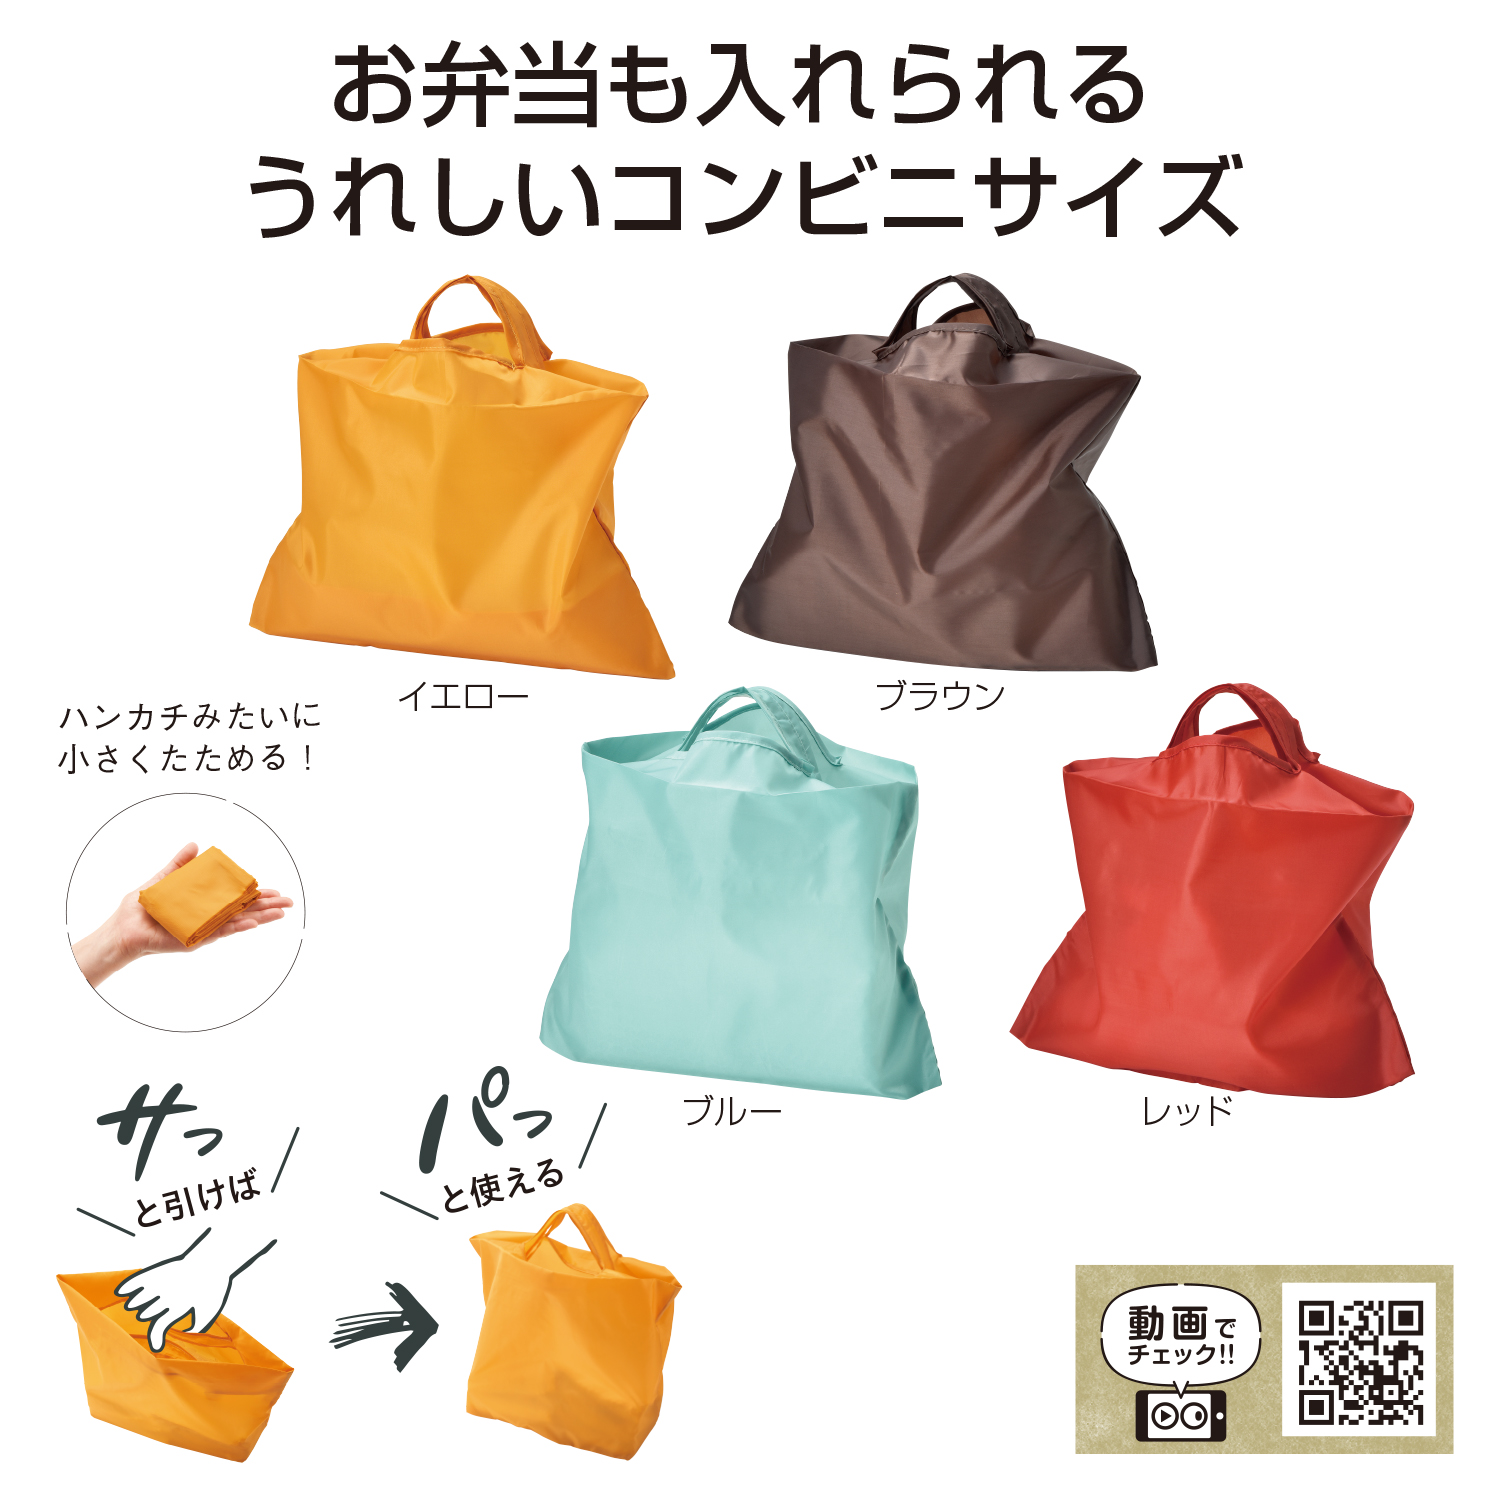 お弁当も入れられる
うれしいコンビニサイズ
イエロー
ブラウン
ハンカチみたいに
小さくたためる！
ブルー
レッド
サっ
と引けば
パっ
と使える
動画で
チェック!!